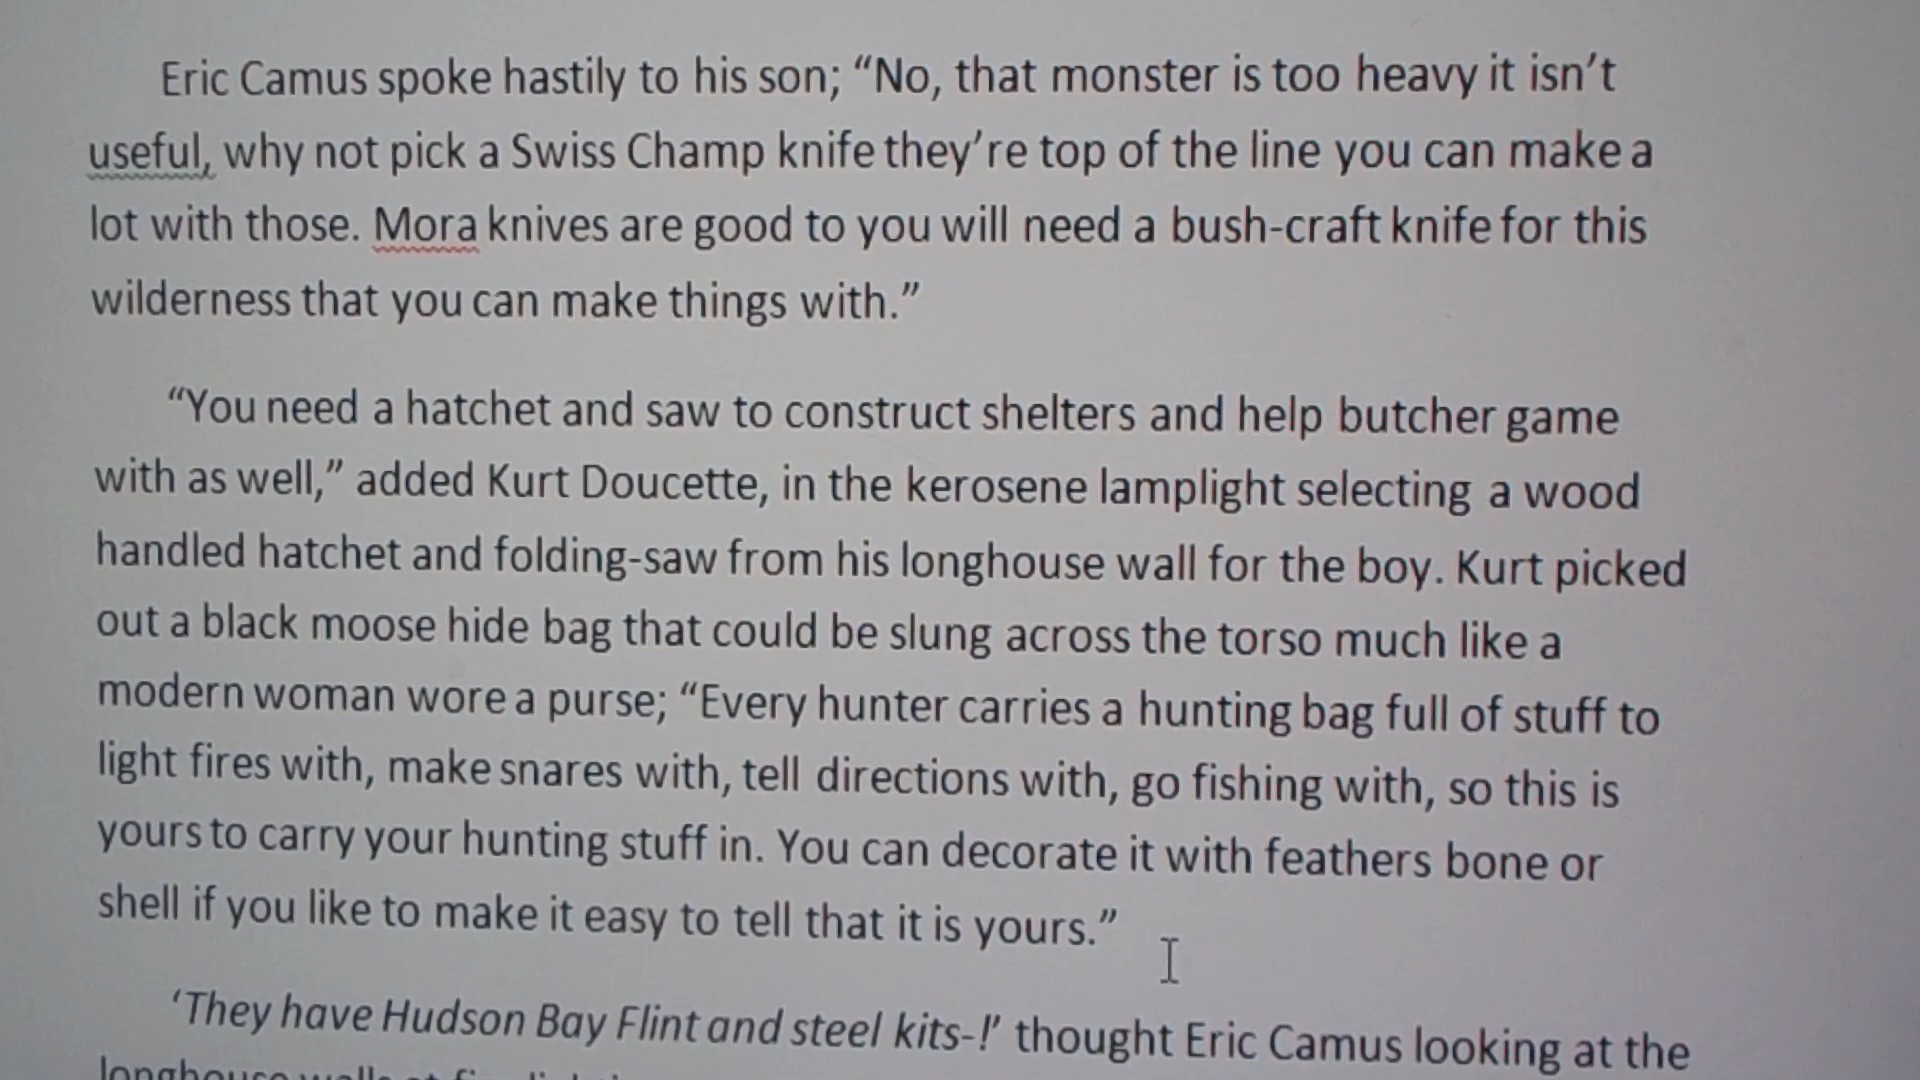 Eric Camus spoke hastily to his son; “No, that monster is too heavy it isn’t
useful, why not pick a Swiss Champ knife they’re top of the line you can make a
lot with those. Mora knives are good to you will need a bush-craft knife for this
wilderness that you can make things with.”
“You need a hatchet and saw to construct shelters and help butcher game
with as well,” added Kurt Doucette, in the kerosene lamplight selecting a wood
handled hatchet and folding-saw from his longhouse wall for the boy. Kurt picked
out a black moose hide bag that could be slung across the torso much like a
modern woman wore a purse; “Every hunter carries a hunting bag full of stuff to
light fires with, make snares with, tell directions with, go fishing with, so this is
yours to carry your hunting stuff in. You can decorate it with feathers bone or
shell if you like to make it easy to tell that it is yours.”
‘They have Hudson Bay Flint and steel kits-!’ thought Eric Camus looking at the
longhouse walls